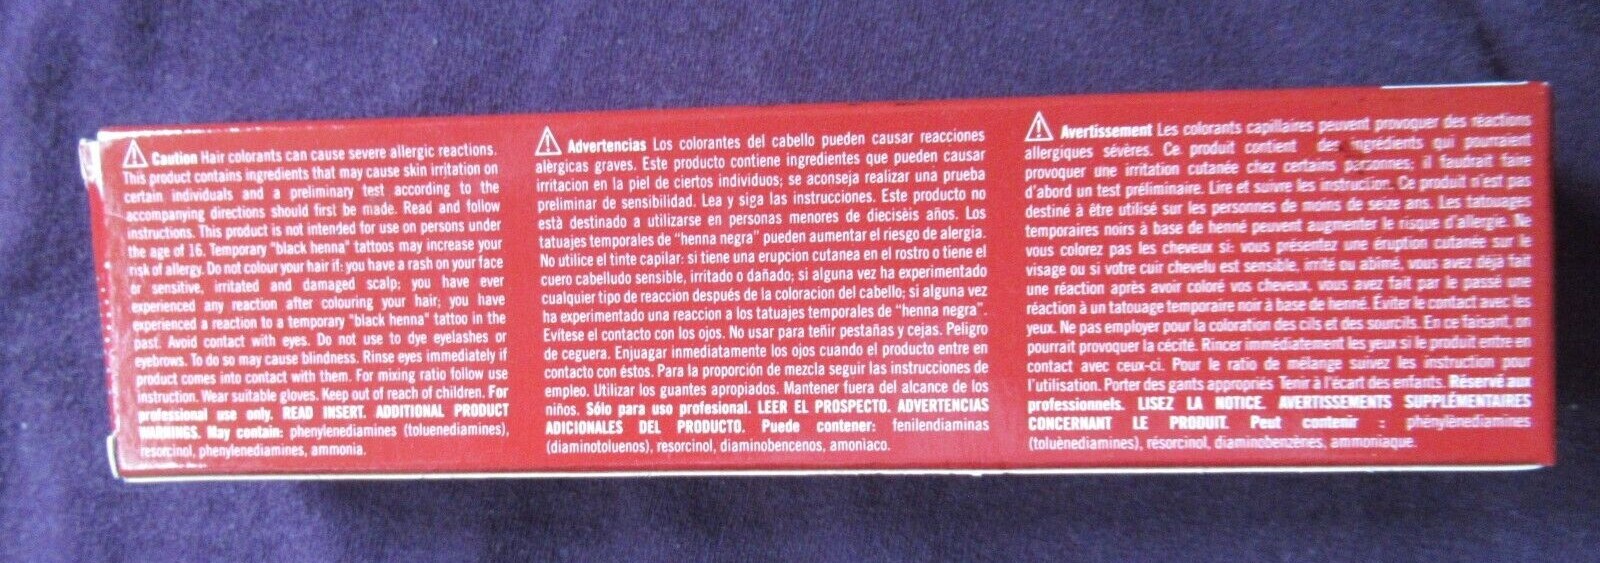 Caution Hair colorants can cause severe allergic reactions.
This product contains ingredients that may cause skin irritation on
certain individuals and a preliminary test according to the
accompanying directions should first be made. Read and follow
instructions. This product is not intended for use on persons under
the age of 16. Temporary "black henna" tattoos may increase your
risk of allergy. Do not colour your hair if: you have a rash on your face
or sensitive, irritated and damaged scalp; you have ever
experienced any reaction after colouring your hair; you have
experienced a reaction to a temporary "black henna" tattoo in the
past. Avoid contact with eyes. Do not use to dye eyelashes or
eyebrows. To do so may cause blindness. Rinse eyes immediately if
product comes into contact with them. For mixing ratio follow use
instruction. Wear suitable gloves. Keep out of reach of children. For
professional use only. READ INSERT. ADDITIONAL PRODUCT
WARNINGS. May contain: phenylenediamines (toluenediamines),
resorcinol, phenylenediamines, ammonia.
Advertencias Los colorantes del cabello pueden causar reacciones
alèrgicas graves. Este producto contiene ingredientes que pueden causar
irritacion en la piel de ciertos individuos; se aconseja realizar una prueba
preliminar de sensibilidad. Lea y siga las instrucciones. Este producto no
està destinado a utilizarse en personas menores de dieciséis años. Los
tatuajes temporales de "henna negra" pueden aumentar el riesgo de alergia.
No utilice el tinte capilar: si tiene una erupcion cutanea en el rostro o tiene el
cuero cabelludo sensible, irritado o dañado; si alguna vez ha experimentado
cualquier tipo de reaccion después de la coloracion del cabello; si alguna vez
ha experimentado una reaccion a los tatuajes temporales de "henna negra".
Evítese el contacto con los ojos. No usar para teñir pestañas y cejas. Peligro
de ceguera. Enjuagar inmediatamente los ojos cuando el producto entre en
contacto con éstos. Para la proporción de mezcla seguir las instrucciones de
empleo. Utilizar los guantes apropiados. Mantener fuera del alcance de los
niños. Sólo para uso profesional. LEER EL PROSPECTO. ADVERTENCIAS
ADICIONALES DEL PRODUCTO. Puede contener: fenilendiaminas
(diaminotoluenos), resorcinol, diaminobencenos, amoniaco.
Avertissement Les colorants capillaires peuvent provoquer des réactions
allergiques sévères. Ce produit contient des ingrédients qui pourraient
provoquer une irritation cutanée chez certains personnes; il faudrait faire
d'abord un test préliminaire. Lire et suivre les instruction. Ce produit n'est pas
destiné à être utilisé sur les personnes de moins de seize ans. Les tatouages
temporaires noirs à base de henné peuvent augmenter le risque d'allergie. Ne
vous colorez pas les cheveux si: vous présentez une éruption cutanée sur le
visage ou si votre cuir chevelu est sensible, irrité ou abîmé, vous avez déjà fait
une réaction après avoir coloré vos cheveux, vous avez fait par le passé une
réaction à un tatouage temporaire noir à base de henné. Éviter le contact avec les
yeux. Ne pas employer pour la coloration des cils et des sourcils. En ce faisant, on
pourrait provoquer la cécité. Rincer immédiatement les yeux si le produit entre en
contact avec ceux-ci. Pour le ratio de mélange suivez les instruction pour
l'utilisation. Porter des gants appropriés Tenir à l'écart des enfants. Réservé aux
professionnels. LISEZ LA NOTICE. AVERTISSEMENTS SUPPLÉMENTAIRES
CONCERNANT LE PRODUIT. Peut contenir : phénylènediamines
(toluènediamines), résorcinol, diaminobenzènes, ammoniaque.